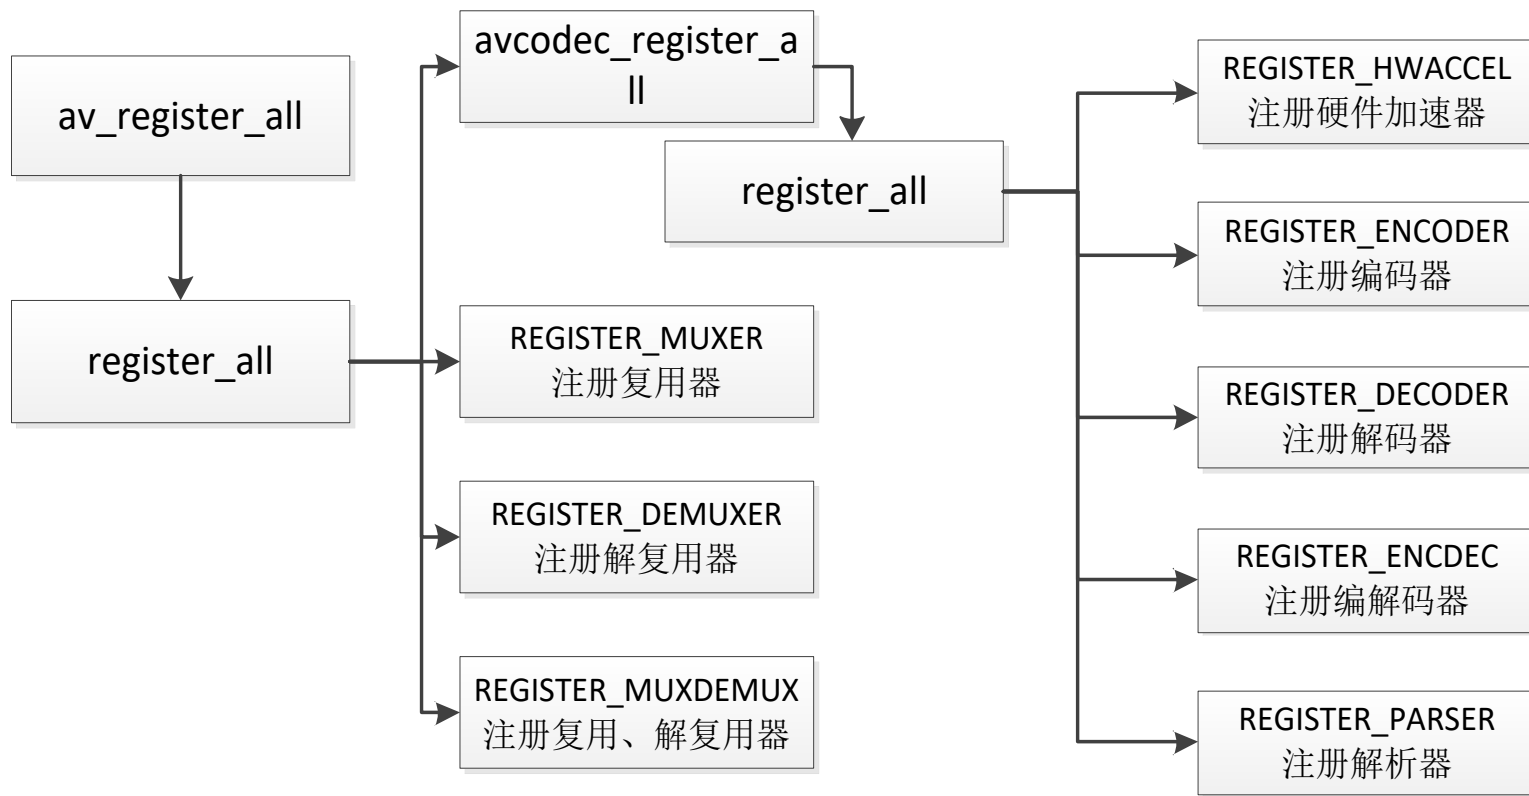 av_register_all
register_all
avcodec_register_a
ll
REGISTER_MUXER
注册复用器
REGISTER_DEMUXER
注册解复用器
REGISTER_MUXDEMUX
注册复用、解复用器
register_all
REGISTER_HWACCEL
注册硬件加速器
REGISTER_ENCODER
注册编码器
REGISTER_DECODER
注册解码器
REGISTER_ENCDEC
注册编解码器
REGISTER_PARSER
注册解析器